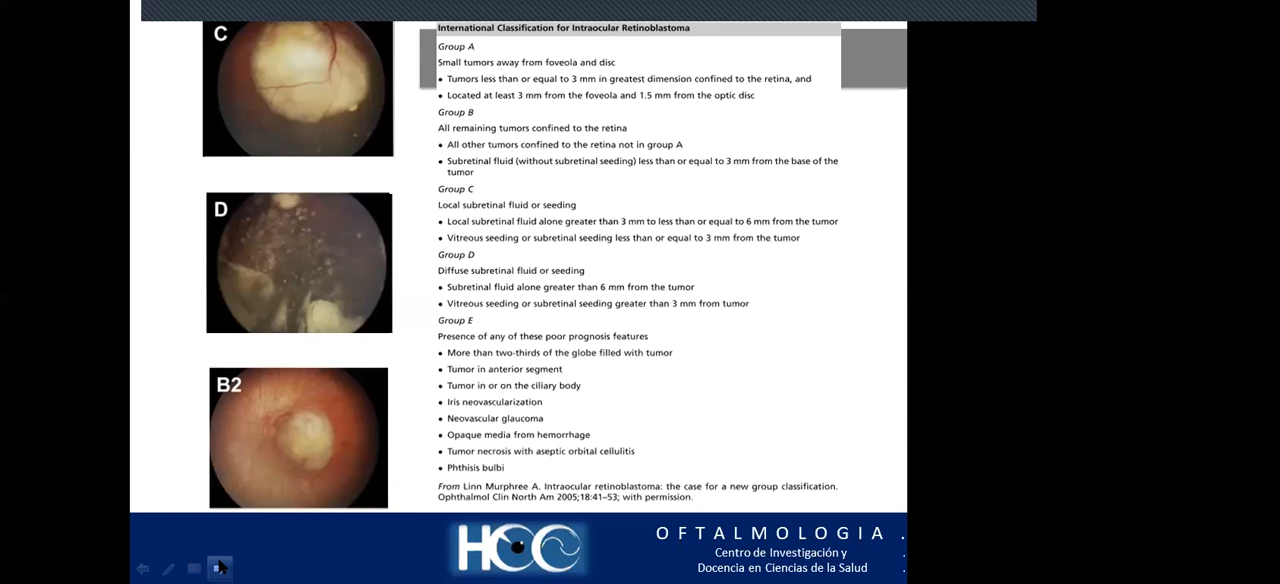 C
International Classification for Intraocular Retinoblastoma
Group A
Small tumors away from foveola and disc
• Tumors less than or equal to 3 mm in greatest dimension confined to the retina, and
• Located at least 3 mm from the foveola and 1.5 mm from the optic disc
Group B
All remaining tumors confined to the retina
• All other tumors confined to the retina not in group A
• Subretinal fluid (without subretinal seeding) less than or equal to 3 mm from the base of the
tumor
Group C
Local subretinal fluid or seeding
• Local subretinal fluid alone greater than 3 mm to less than or equal to 6 mm from the tumor
• Vitreous seeding or subretinal seeding less than or equal to 3 mm from the tumor
D
Group D
Diffuse subretinal fluid or seeding
• Subretinal fluid alone greater than 6 mm from the tumor
• Vitreous seeding or subretinal seeding greater than 3 mm from tumor
Group E
Presence of any of these poor prognosis features
• More than two-thirds of the globe filled with tumor
• Tumor in anterior segment
• Tumor in or on the ciliary body
• Iris neovascularization
• Neovascular glaucoma
• Opaque media from hemorrhage
• Tumor necrosis with aseptic orbital cellulitis
• Phthisis bulbi
B2
From Linn Murphree A. Intraocular retinoblastoma: the case for a new group classification.
Ophthalmol Clin North Am 2005;18:41–53; with permission.
HCC
OFTALMOLOGIA .
Centro de Investigación y .
Docencia en Ciencias de la Salud .